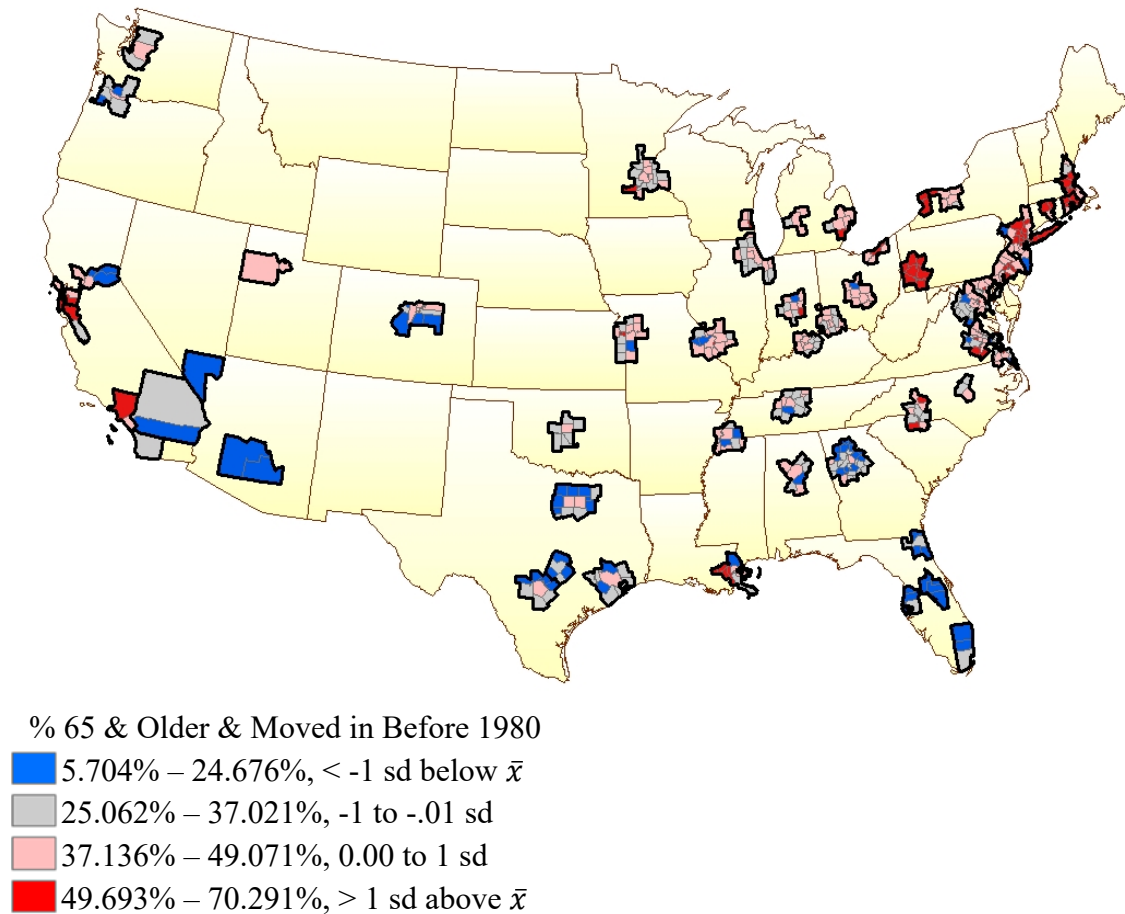 % 65 & Older & Moved in Before 1980
5.704% – 24.676%, < -1 sd below x̄
25.062% – 37.021%, -1 to -.01 sd
37.136% – 49.071%, 0.00 to 1 sd
49.693% – 70.291%, > 1 sd above x̄